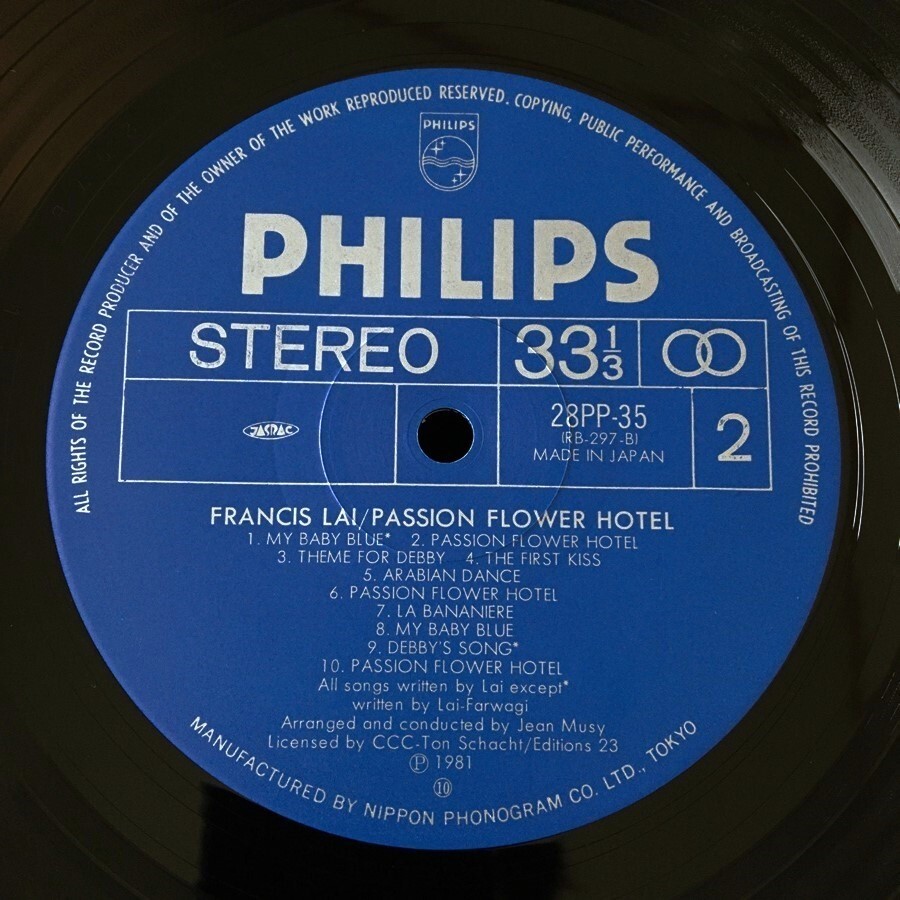 ALL RIGHTS OF THE RECORD PRODUCER AND OF THE OWNER OF THE WORK REPRODUCED RESERVED. COPYING, PUBLIC PERFORMANCE AND BROADCASTING OF THIS RECORD PROHIBITED
PHILIPS
PHILIPS
STEREO 33 1/3
JASRAC
28PP-35
(RB-297-B)
MADE IN JAPAN
2
FRANCIS LAI/PASSION FLOWER HOTEL
1. MY BABY BLUE* 2. PASSION FLOWER HOTEL
3. THEME FOR DEBBY 4. THE FIRST KISS
5. ARABIAN DANCE
6. PASSION FLOWER HOTEL
7. LA BANANIERE
8. MY BABY BLUE
9. DEBBY'S SONG*
10. PASSION FLOWER HOTEL
All songs written by Lai except*
written by Lai-Farwagi
Arranged and conducted by Jean Musy
Licensed by CCC-Ton Schacht/Editions 23
Ⓟ 1981
⑩
MANUFACTURED BY NIPPON PHONOGRAM CO. LTD., TOKYO